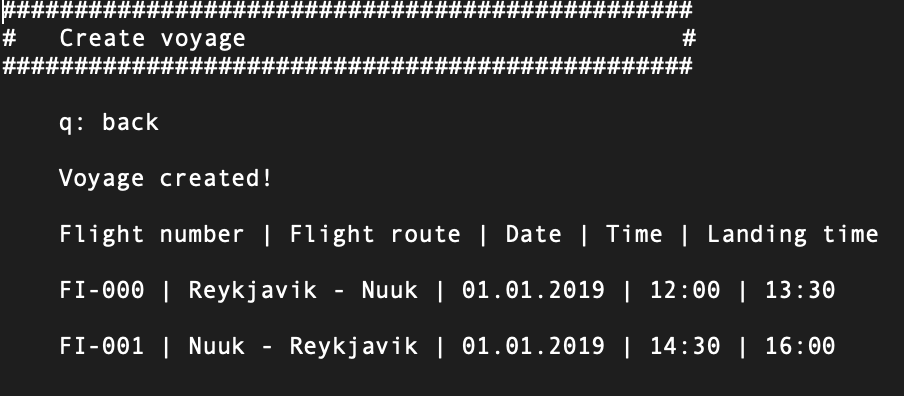 ################################################
#   Create voyage                              #
################################################
q: back
Voyage created!
Flight number | Flight route | Date | Time | Landing time
FI-000 | Reykjavik - Nuuk | 01.01.2019 | 12:00 | 13:30
FI-001 | Nuuk - Reykjavik | 01.01.2019 | 14:30 | 16:00